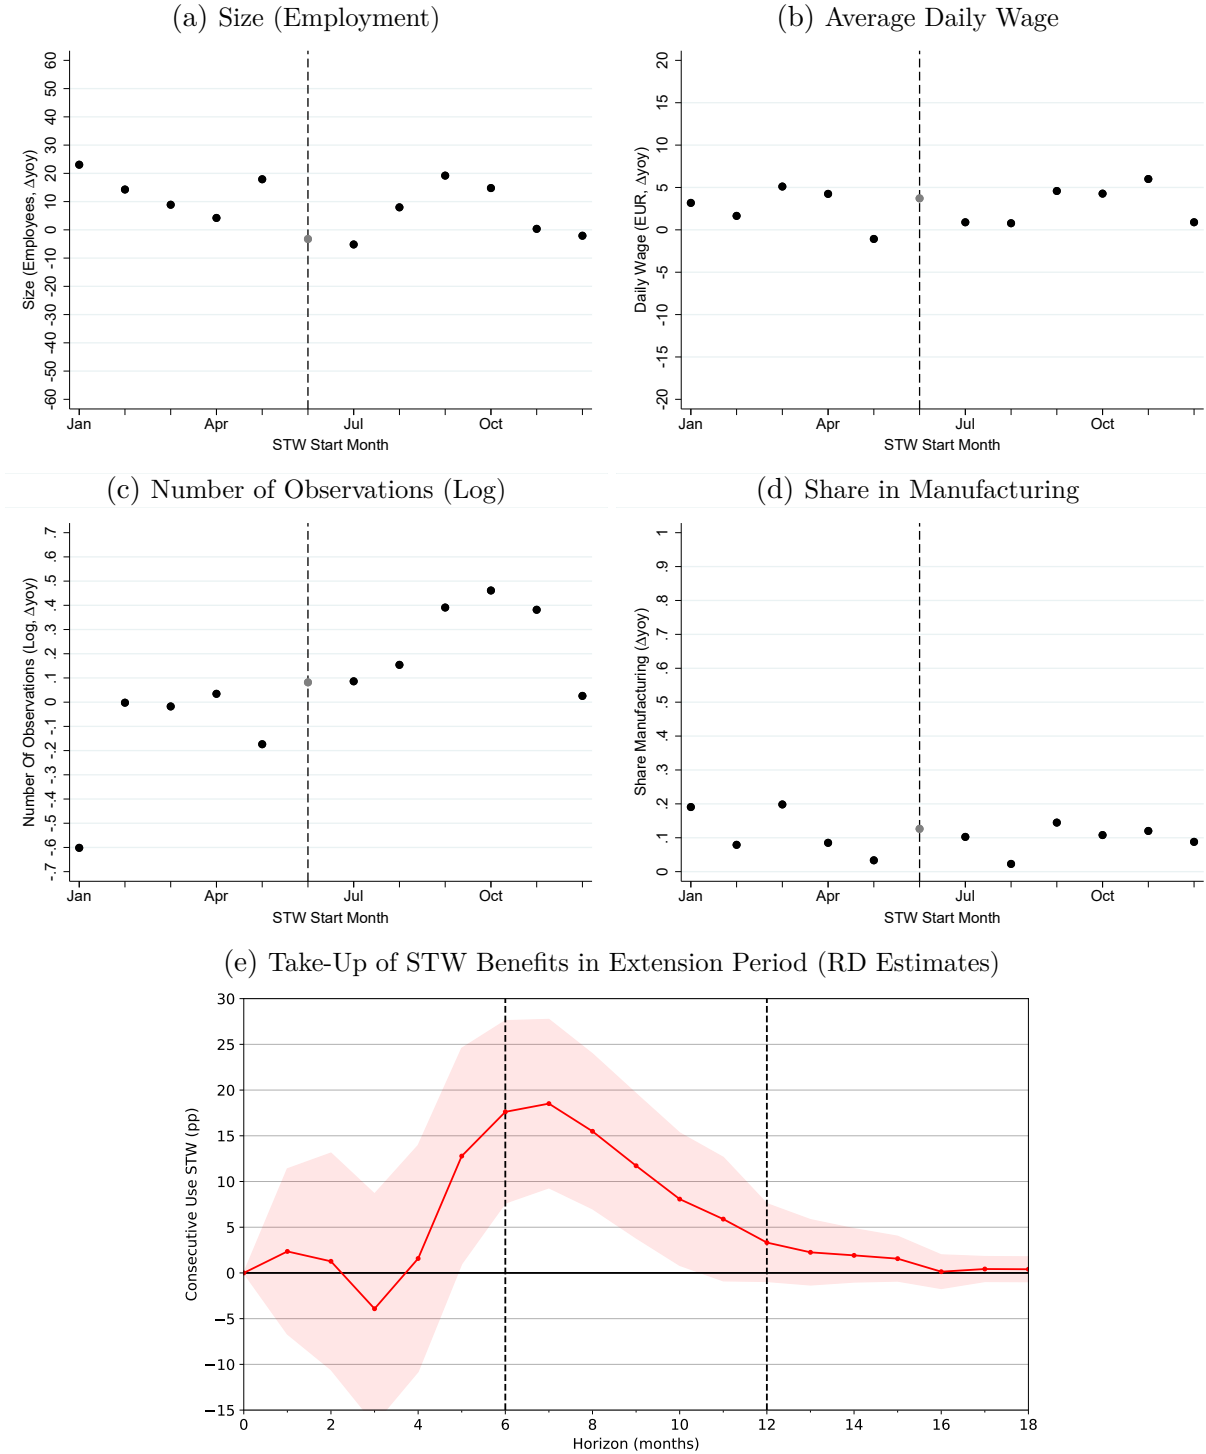 (a) Size (Employment)
60
50
40
30
20
10
0
-10
-20
-30
-40
-50
-60
Size (Employees, Δyoy)
Jan
Apr
Jul
Oct
STW Start Month
(b) Average Daily Wage
20
15
10
5
0
-5
-10
-15
-20
Daily Wage (EUR, Δyoy)
Jan
Apr
Jul
Oct
STW Start Month
(c) Number of Observations (Log)
.7
.6
.5
.4
.3
.2
.1
0
-.1
-.2
-.3
-.4
-.5
-.6
-.7
Number Of Observations (Log, Δyoy)
Jan
Apr
Jul
Oct
STW Start Month
(d) Share in Manufacturing
1
.9
.8
.7
.6
.5
.4
.3
.2
.1
0
Share Manufacturing (Δyoy)
Jan
Apr
Jul
Oct
STW Start Month
(e) Take-Up of STW Benefits in Extension Period (RD Estimates)
30
25
20
15
10
5
0
−5
−10
−15
Consecutive Use STW (pp)
0
2
4
6
8
10
12
14
16
18
Horizon (months)